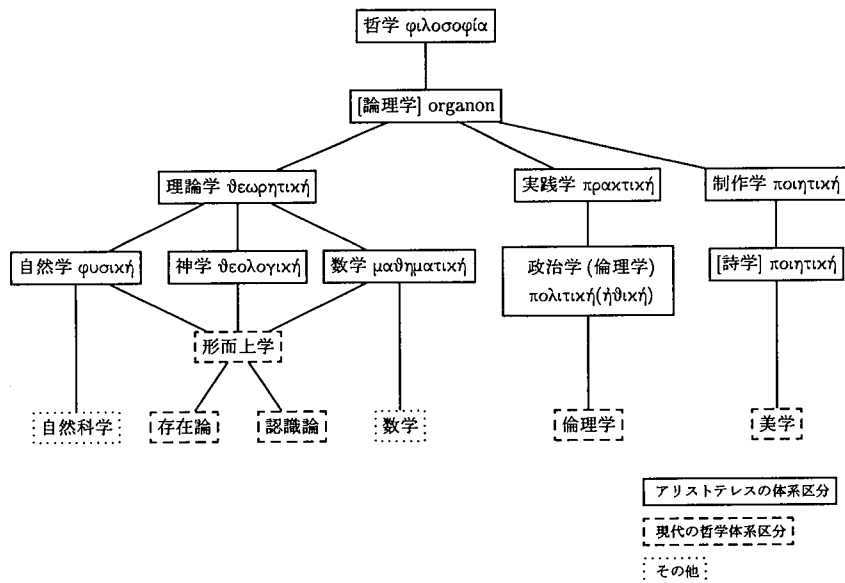 哲学 φιλοσοφία
[論理学] organon
理論学 ϑεωρητική
実践学 πρακτική
制作学 ποιητική
自然学 φυσική
神学 ϑεολογική
数学 μαϑηματική
政治学 (倫理学)
πολιτική(ἠϑική)
[詩学] ποιητική
形而上学
自然科学
存在論
認識論
数学
倫理学
美学
アリストテレスの体系区分
現代の哲学体系区分
その他